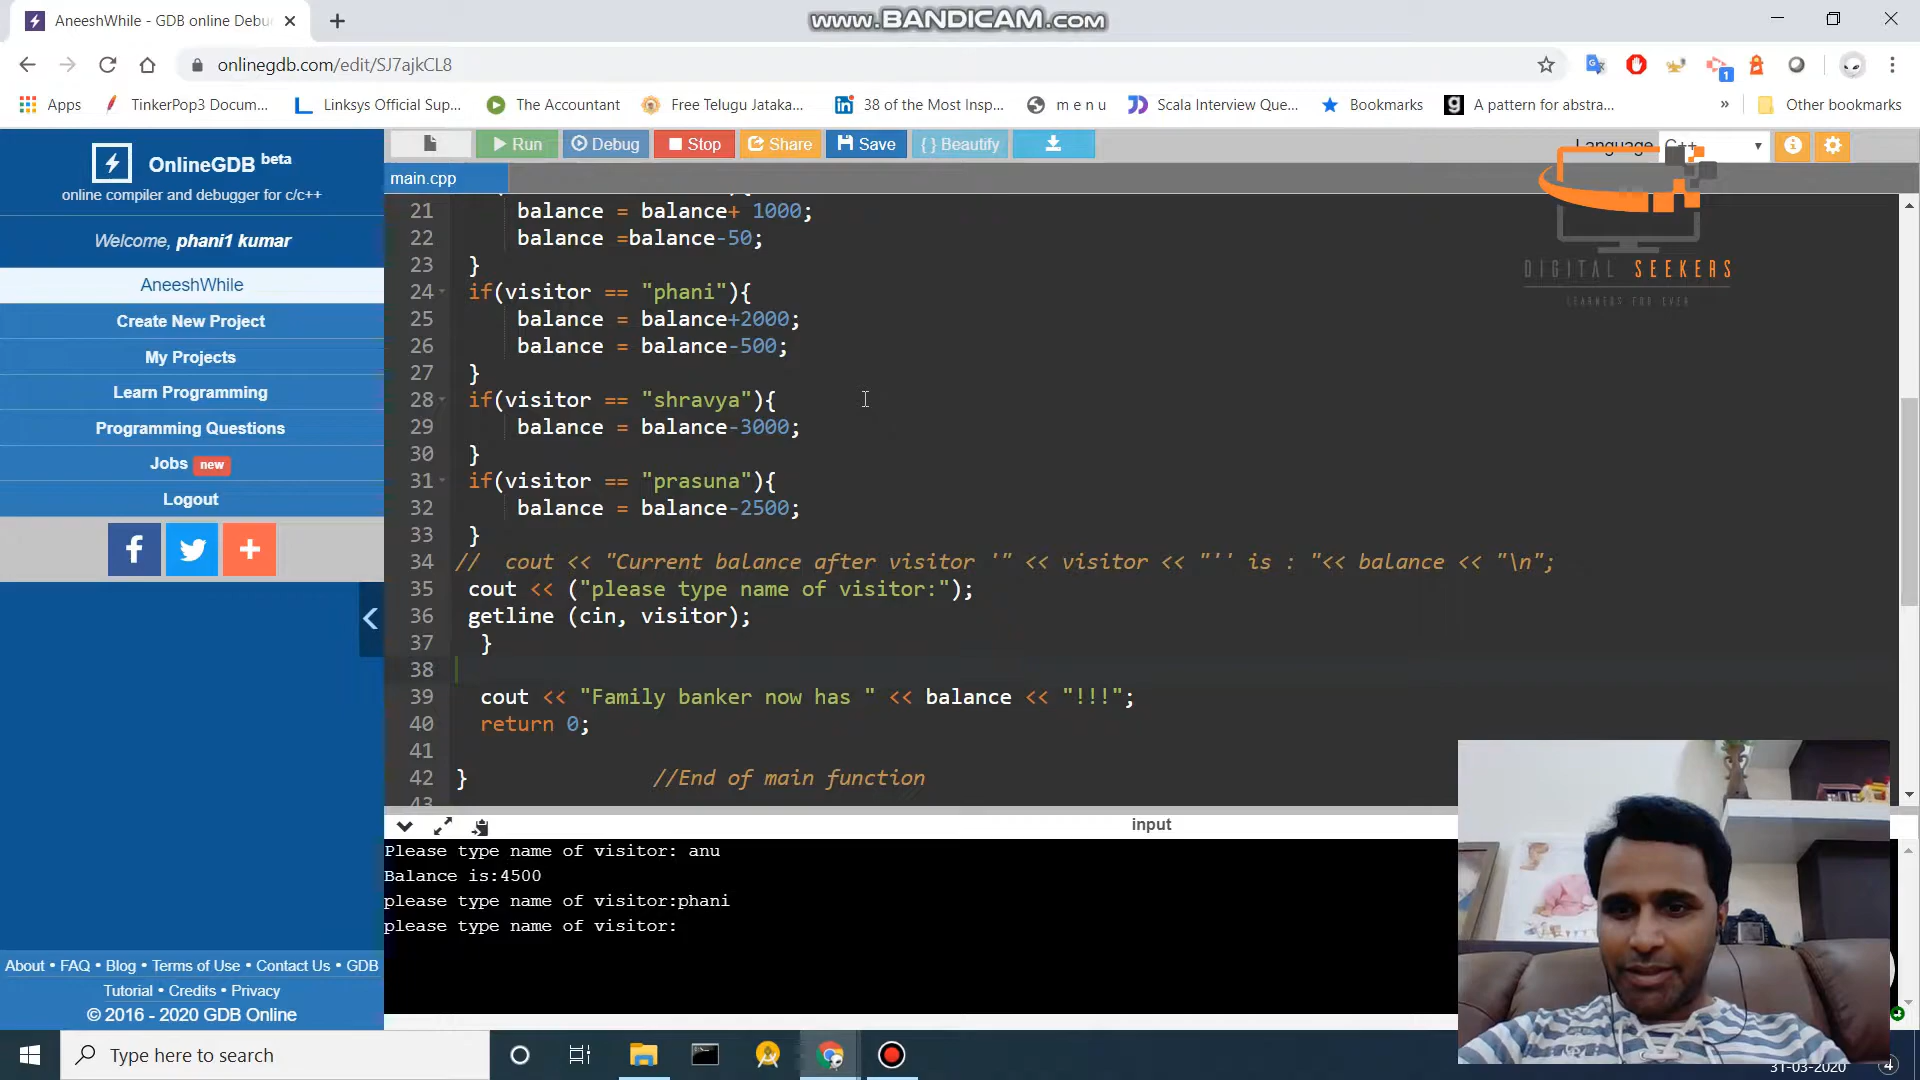 AneeshWhile - GDB online Debu
www.BANDICAM.com
onlinegdb.com/edit/SJ7ajkCL8
1
Apps
TinkerPop3 Docum...
Linksys Official Sup...
The Accountant
Free Telugu Jataka...
38 of the Most Insp...
m e n u
Scala Interview Que...
Bookmarks
A pattern for abstra...
»
Other bookmarks
OnlineGDB beta
online compiler and debugger for c/c++
Welcome, phani1 kumar
AneeshWhile
Create New Project
My Projects
Learn Programming
Programming Questions
Jobs new
Logout
About • FAQ • Blog • Terms of Use • Contact Us • GDB
Tutorial • Credits • Privacy
© 2016 - 2020 GDB Online
Run
Debug
Stop
Share
Save
{ } Beautify
Language
C++
main.cpp
DIGITAL SEEKERS
LEARNERS FOR EVER
21 balance = balance+ 1000;
22 balance =balance-50;
23 }
24 if(visitor == "phani"){
25 balance = balance+2000;
26 balance = balance-500;
27 }
28 if(visitor == "shravya"){
29 balance = balance-3000;
30 }
31 if(visitor == "prasuna"){
32 balance = balance-2500;
33 }
34 // cout << "Current balance after visitor '" << visitor << "'' is : "<< balance << "\n";
35 cout << ("please type name of visitor:");
36 getline (cin, visitor);
37 }
38
39 cout << "Family banker now has " << balance << "!!!";
40 return 0;
41
42 } //End of main function
43
input
Please type name of visitor: anu
Balance is:4500
please type name of visitor:phani
please type name of visitor:
Type here to search
31-03-2020
4